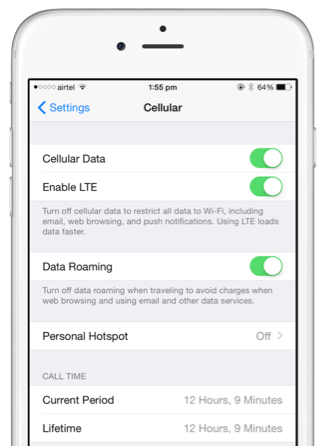 airtel 1:55 pm 64%
Settings Cellular
Cellular Data
Enable LTE
Turn off cellular data to restrict all data to Wi-Fi, including
email, web browsing, and push notifications. Using LTE loads
data faster.
Data Roaming
Turn off data roaming when traveling to avoid charges when
web browsing and using email and other data services.
Personal Hotspot Off
CALL TIME
Current Period 12 Hours, 9 Minutes
Lifetime 12 Hours, 9 Minutes